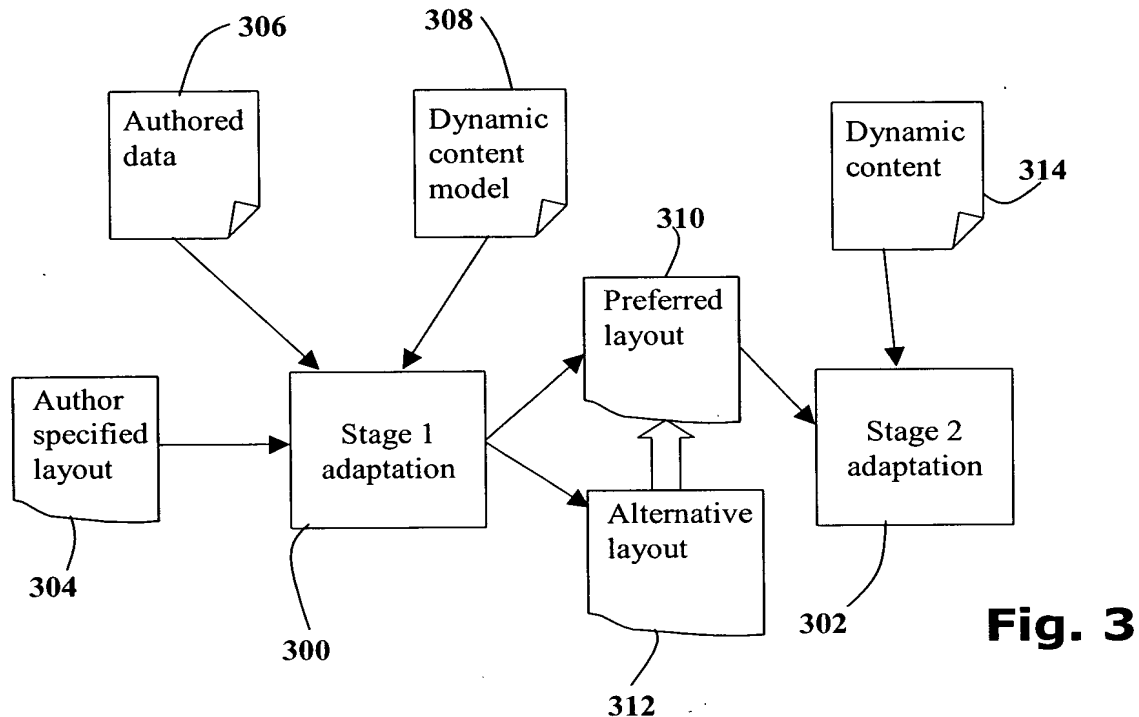 306
308
Authored
data
Dynamic
content
model
Dynamic
content
314
310
Preferred
layout
Author
specified
layout
Stage 1
adaptation
Stage 2
adaptation
Alternative
layout
304
300
302
312
Fig. 3